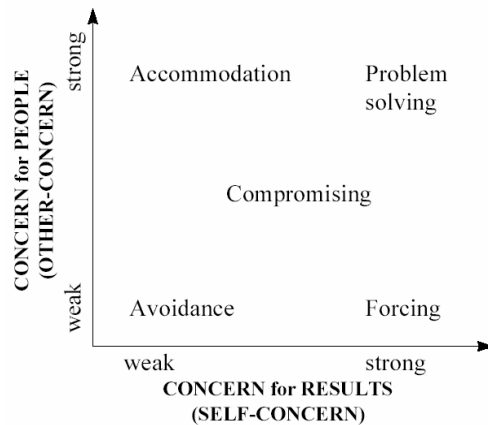 CONCERN for PEOPLE
(OTHER-CONCERN)
strong
weak
Accommodation
Problem
solving
Compromising
Avoidance
Forcing
weak
strong
CONCERN for RESULTS
(SELF-CONCERN)